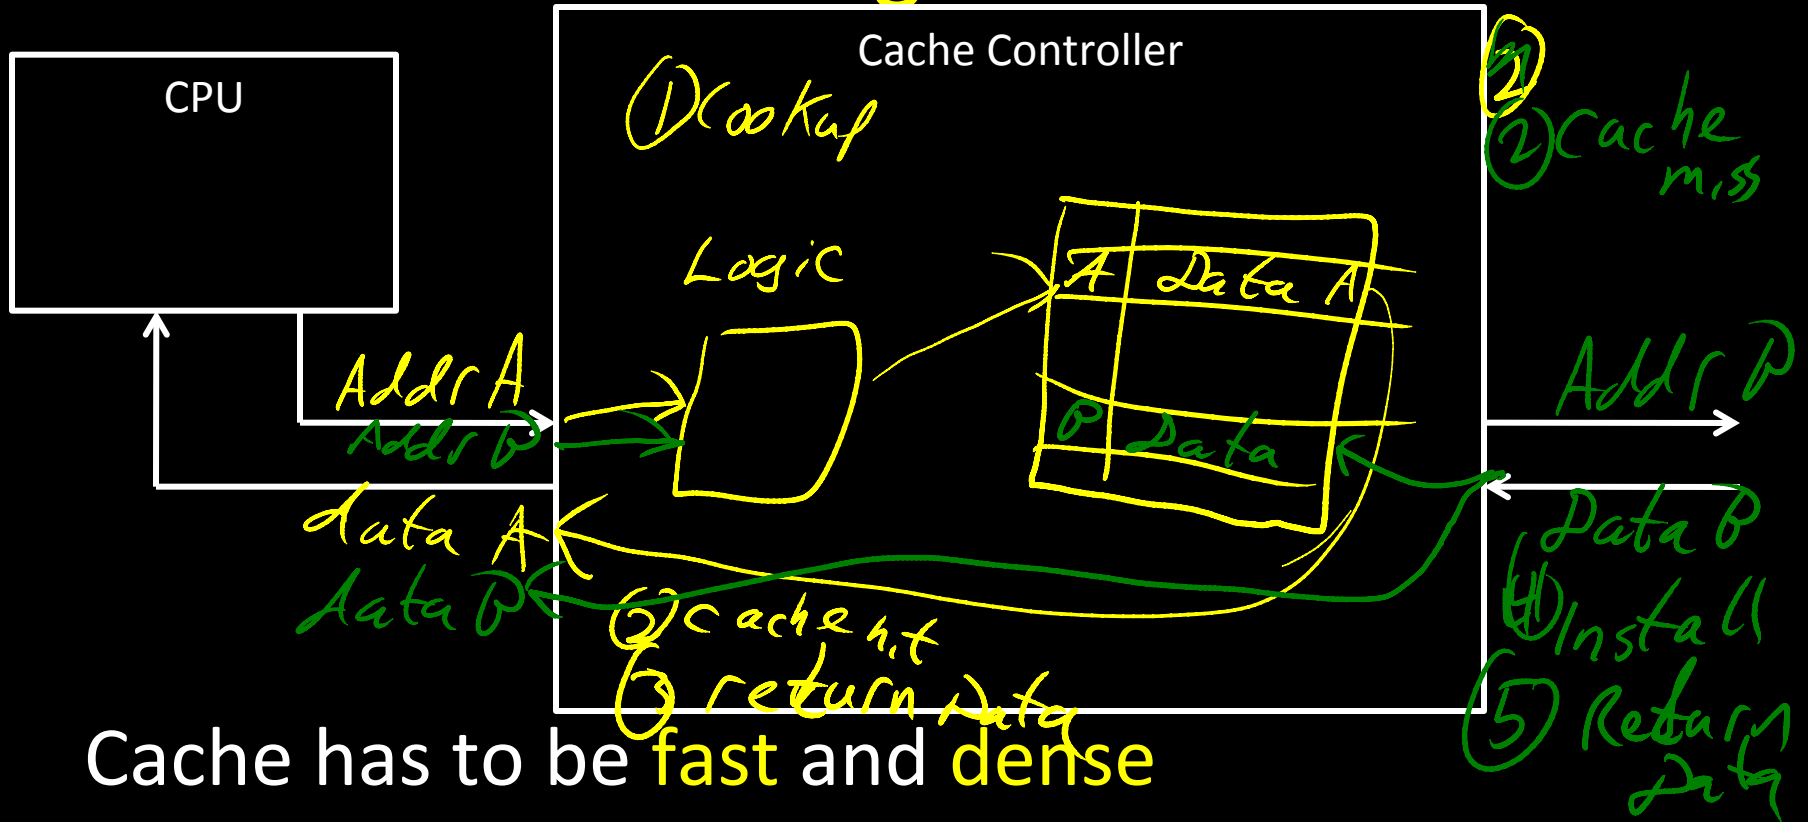 Cache Controller
CPU
① Lookup
②
② Cache
miss
Logic
A Data A
Addr A
Addr B
B Data
Addr B
data A
data B
Data B
② Cache hit
③ return Data
④ Install
⑤ Return
Data
Cache has to be fast and dense